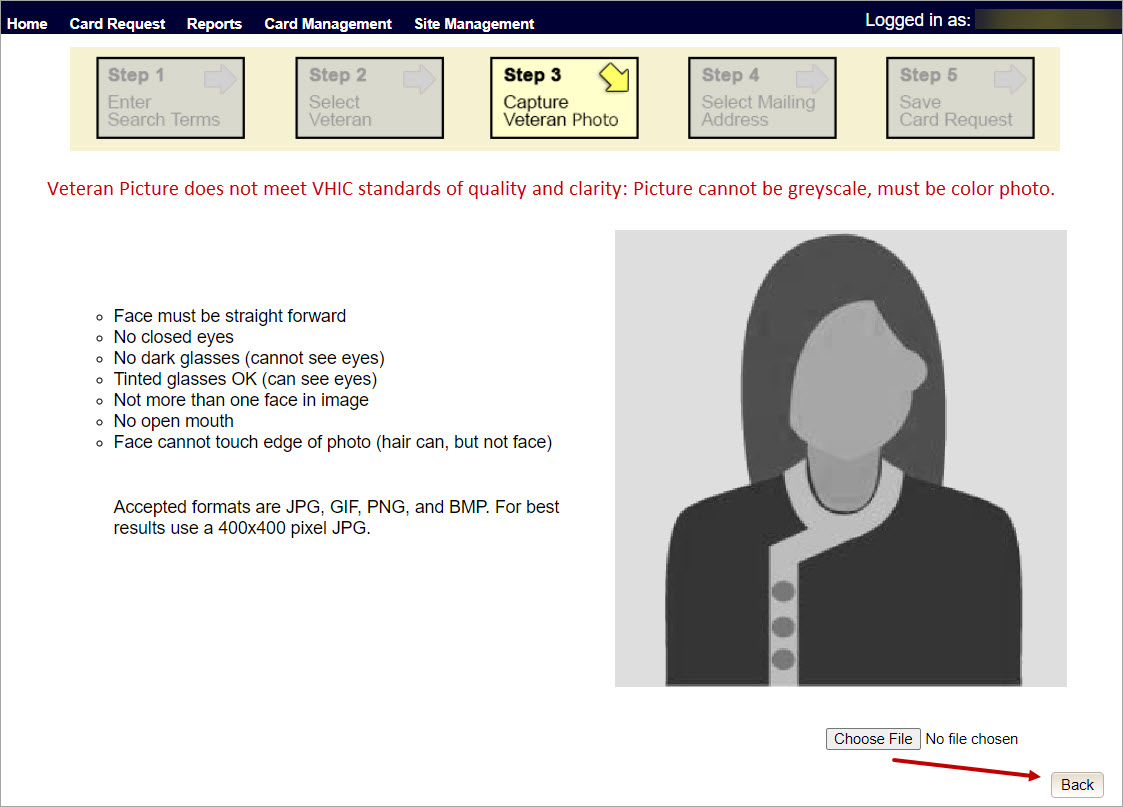 Home Card Request Reports Card Management Site Management Logged in as:
Step 1
Enter
Search Terms
Step 2
Select
Veteran
Step 3
Capture
Veteran Photo
Step 4
Select Mailing
Address
Step 5
Save
Card Request
Veteran Picture does not meet VHIC standards of quality and clarity: Picture cannot be greyscale, must be color photo.
Face must be straight forward
No closed eyes
No dark glasses (cannot see eyes)
Tinted glasses OK (can see eyes)
Not more than one face in image
No open mouth
Face cannot touch edge of photo (hair can, but not face)
Accepted formats are JPG, GIF, PNG, and BMP. For best
results use a 400x400 pixel JPG.
Choose File No file chosen
Back